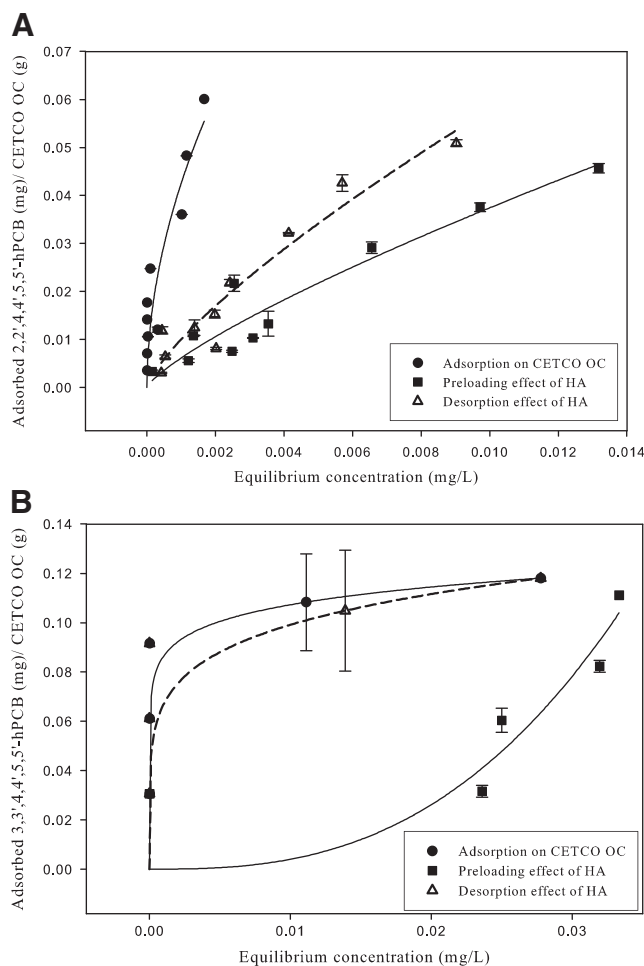 A
Adsorbed 2,2',4,4',5,5'-hPCB (mg)/ CETCO OC (g)
0.07
0.06
0.05
0.04
0.03
0.02
0.01
0.00
Adsorption on CETCO OC
Preloading effect of HA
Desorption effect of HA
0.000 0.002 0.004 0.006 0.008 0.010 0.012 0.014
Equilibrium concentration (mg/L)
B
Adsorbed 3,3',4,4',5,5'-hPCB (mg)/ CETCO OC (g)
0.14
0.12
0.10
0.08
0.06
0.04
0.02
0.00
Adsorption on CETCO OC
Preloading effect of HA
Desorption effect of HA
0.00 0.01 0.02 0.03
Equilibrium concentration (mg/L)